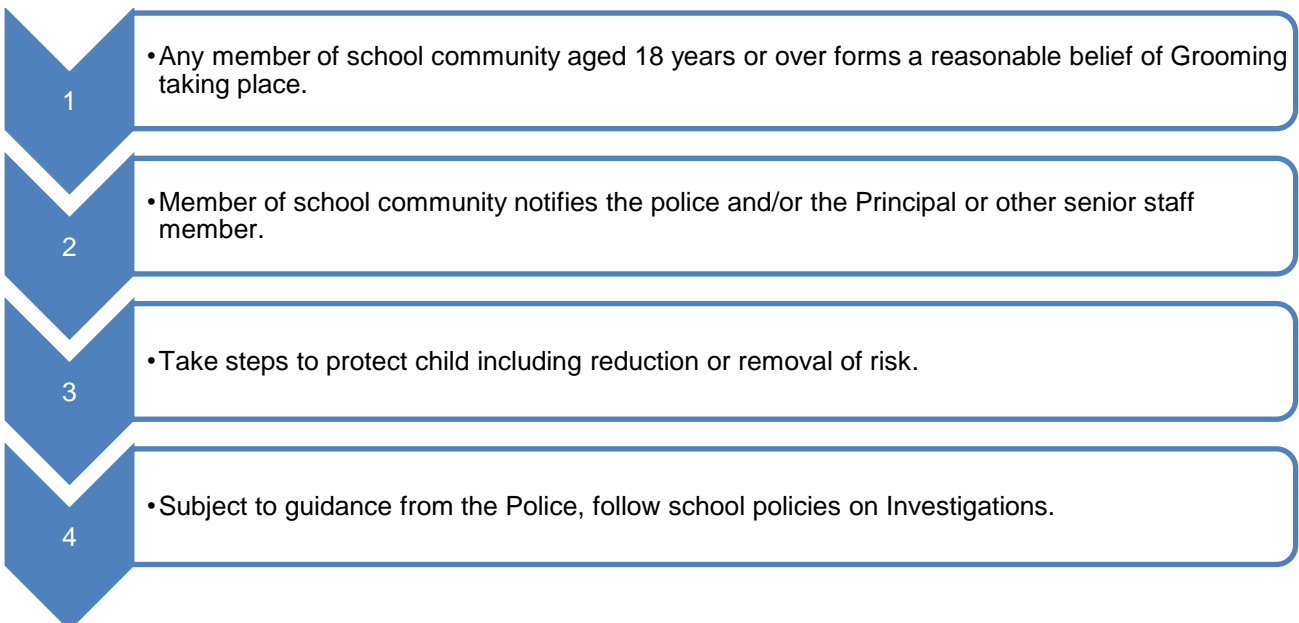 1
•Any member of school community aged 18 years or over forms a reasonable belief of Grooming
taking place.
2
•Member of school community notifies the police and/or the Principal or other senior staff
member.
3
•Take steps to protect child including reduction or removal of risk.
4
•Subject to guidance from the Police, follow school policies on Investigations.